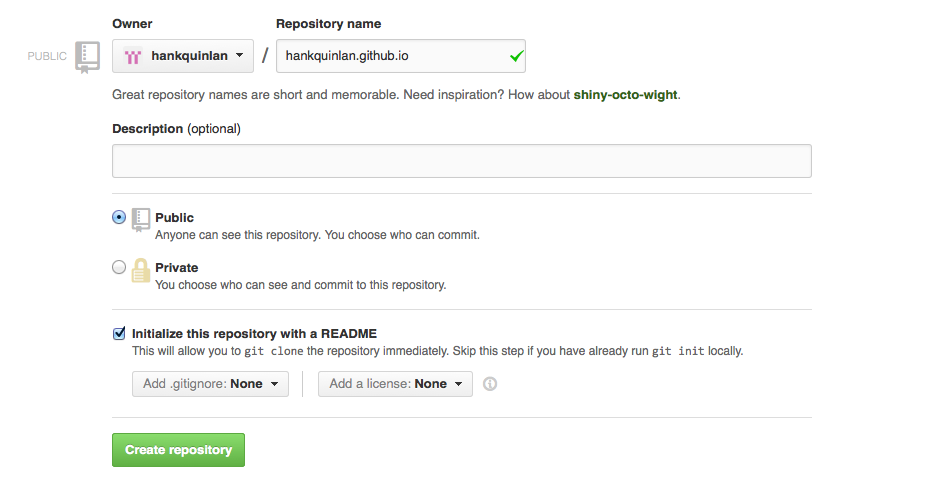 Owner Repository name
PUBLIC hankquinlan / hankquinlan.github.io
Great repository names are short and memorable. Need inspiration? How about shiny-octo-wight.
Description (optional)
Public
Anyone can see this repository. You choose who can commit.
Private
You choose who can see and commit to this repository.
Initialize this repository with a README
This will allow you to git clone the repository immediately. Skip this step if you have already run git init locally.
Add .gitignore: None Add a license: None
Create repository